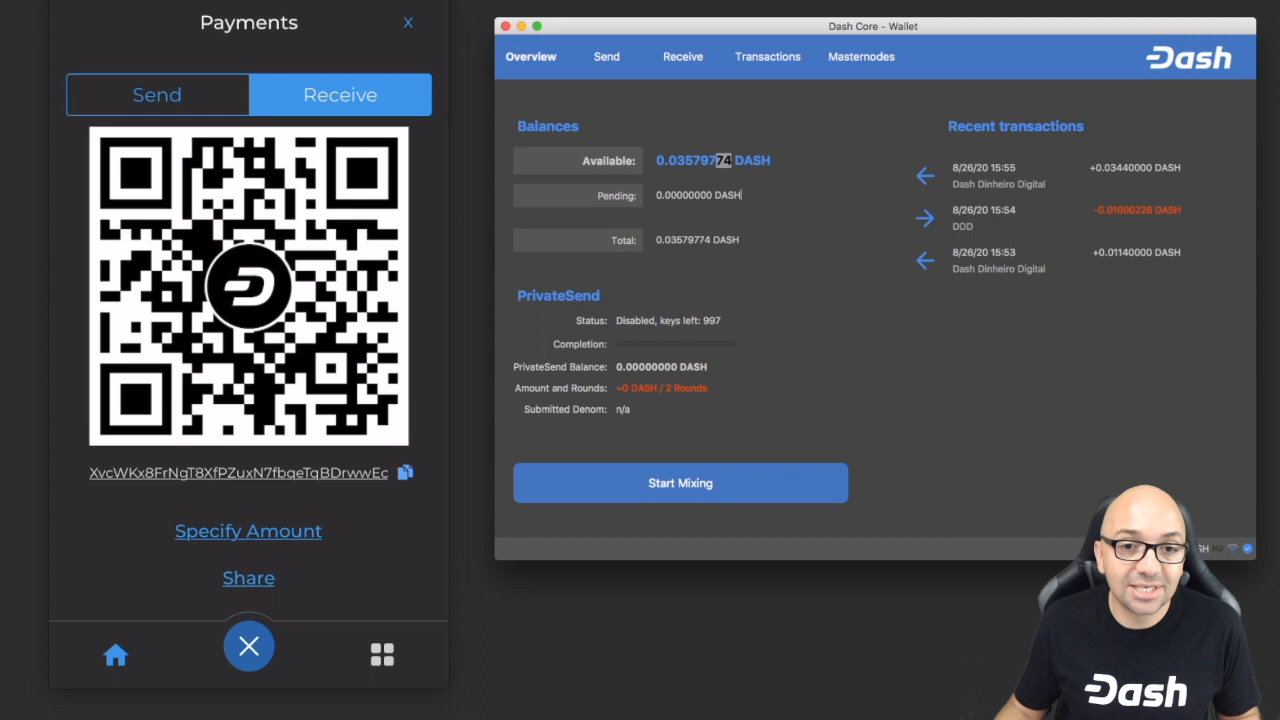 Payments
X
Send
Receive
XvcWKx8FrNgT8XfPZuxN7fbqeTqBDrwwEc
Specify Amount
Share
Dash Core - Wallet
Overview
Send
Receive
Transactions
Masternodes
Dash
Balances
Available: 0.03579774 DASH
Pending: 0.00000000 DASH
Total: 0.03579774 DASH
PrivateSend
Status: Disabled, keys left: 997
Completion:
PrivateSend Balance: 0.00000000 DASH
Amount and Rounds: ~0 DASH / 2 Rounds
Submitted Denom: n/a
Start Mixing
Recent transactions
8/26/20 15:55 +0.03440000 DASH
Dash Dinheiro Digital
8/26/20 15:54 -0.01000226 DASH
DDD
8/26/20 15:53 +0.01140000 DASH
Dash Dinheiro Digital
Dash